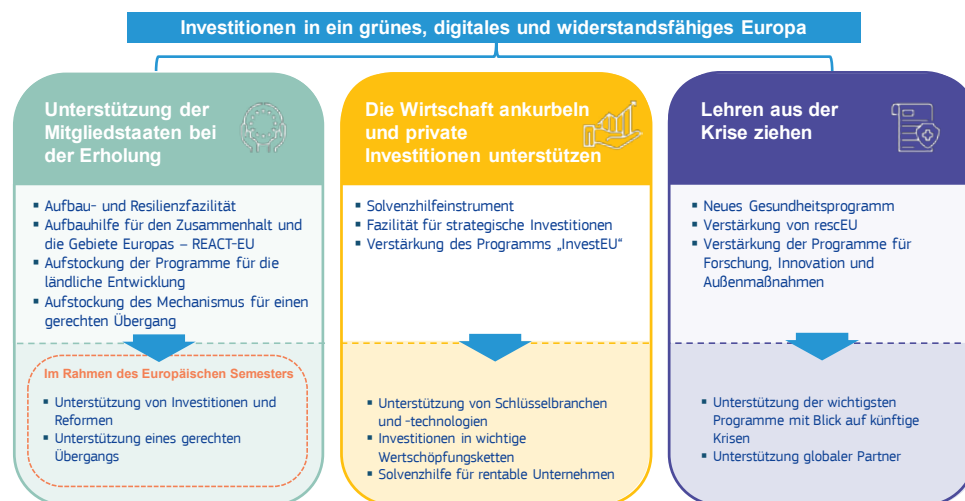 Investitionen in ein grünes, digitales und widerstandsfähiges Europa
Unterstützung der
Mitgliedstaaten bei
der Erholung
▪ Aufbau- und Resilienzfazilität
▪ Aufbauhilfe für den Zusammenhalt und
die Gebiete Europas – REACT-EU
▪ Aufstockung der Programme für die
ländliche Entwicklung
▪ Aufstockung des Mechanismus für einen
gerechten Übergang
Im Rahmen des Europäischen Semesters
▪ Unterstützung von Investitionen und
Reformen
▪ Unterstützung eines gerechten
Übergangs
Die Wirtschaft ankurbeln
und private
Investitionen unterstützen
▪ Solvenzhilfeinstrument
▪ Fazilität für strategische Investitionen
▪ Verstärkung des Programms „InvestEU“
▪ Unterstützung von Schlüsselbranchen
und -technologien
▪ Investitionen in wichtige
Wertschöpfungsketten
▪ Solvenzhilfe für rentable Unternehmen
Lehren aus der
Krise ziehen
▪ Neues Gesundheitsprogramm
▪ Verstärkung von rescEU
▪ Verstärkung der Programme für
Forschung, Innovation und
Außenmaßnahmen
▪ Unterstützung der wichtigsten
Programme mit Blick auf künftige
Krisen
▪ Unterstützung globaler Partner